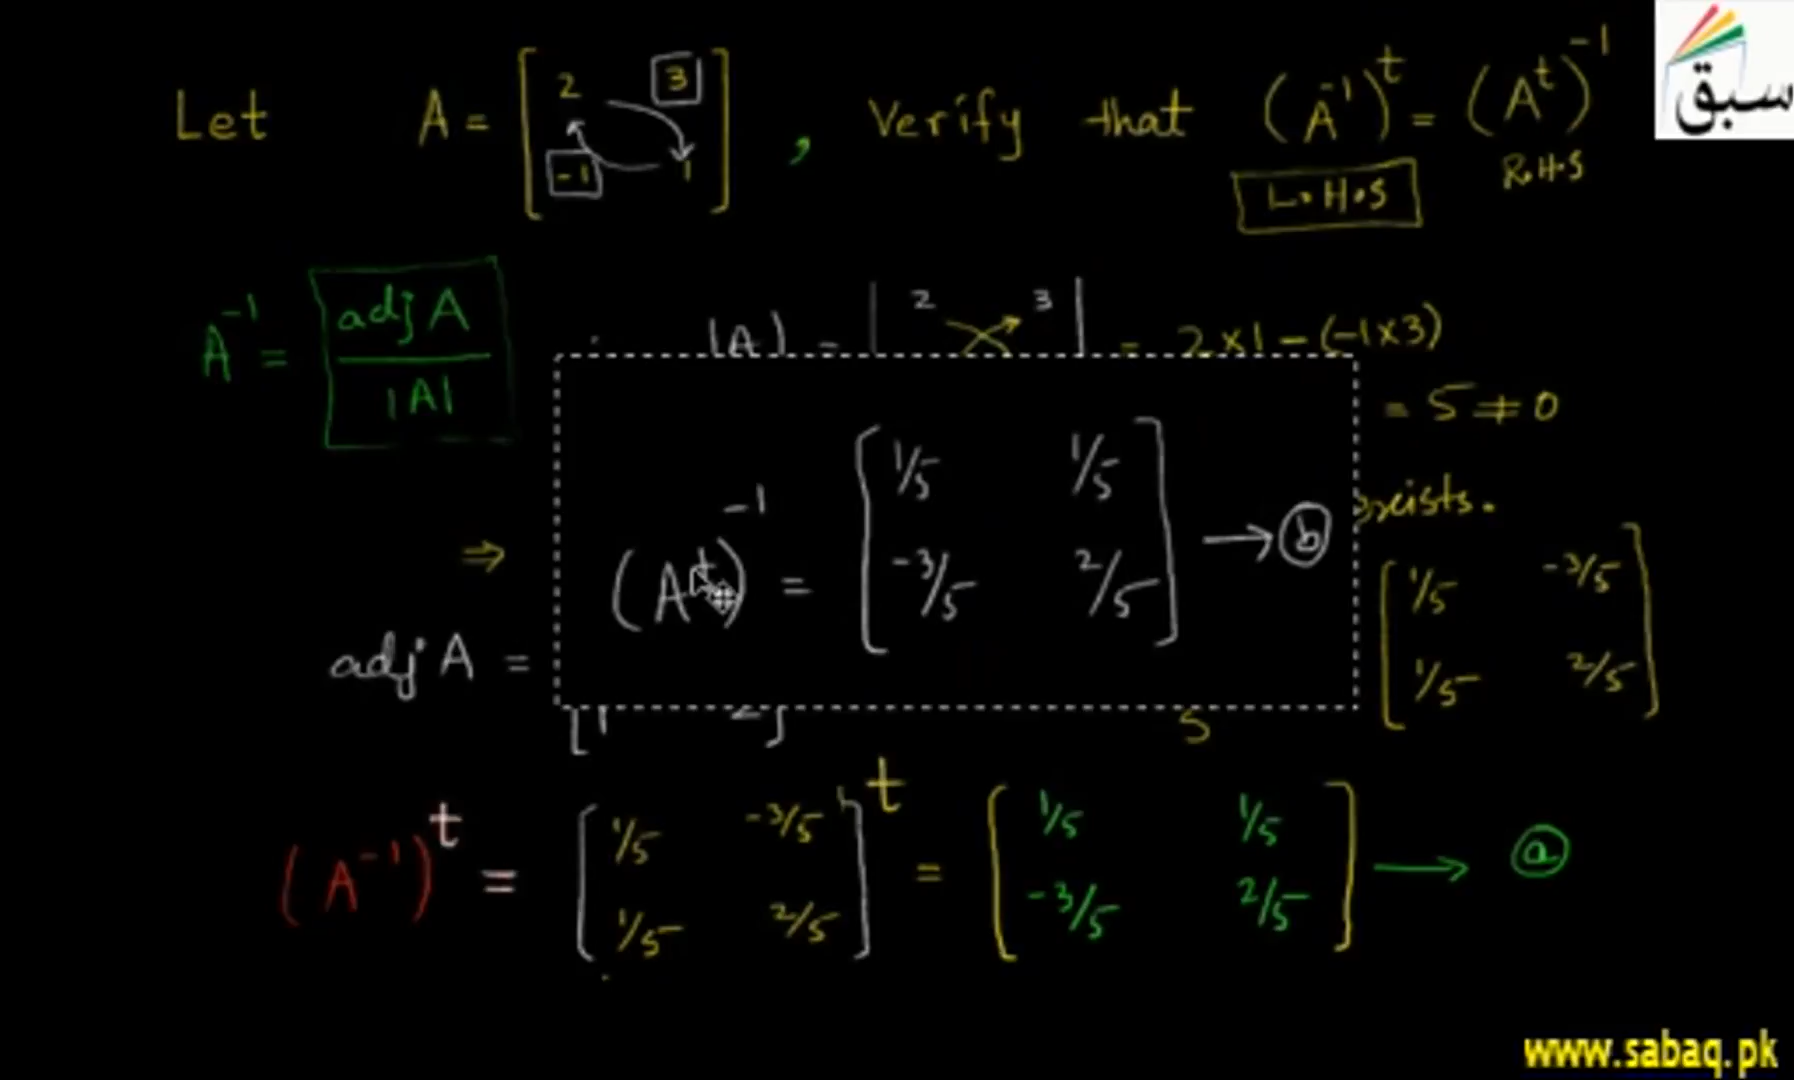 Let A = [ 2 3 -1 1 ] , Verify that (A⁻¹)ᵗ = (Aᵗ)⁻¹
سبق
L.H.S R.H.S
A⁻¹ = adj A / |A|
|A| = | 2 3 | = 2×1 - (-1×3)
= 5 ≠ 0
(Aᵗ)⁻¹ = [ 1/5 1/5 -3/5 2/5 ] → ⓑ
⇒
adj A = [ 1/5 -3/5 1/5 2/5 ]
5
(A⁻¹)ᵗ = [ 1/5 -3/5 1/5 2/5 ]ᵗ = [ 1/5 1/5 -3/5 2/5 ] → ⓐ
www.sabaq.pk